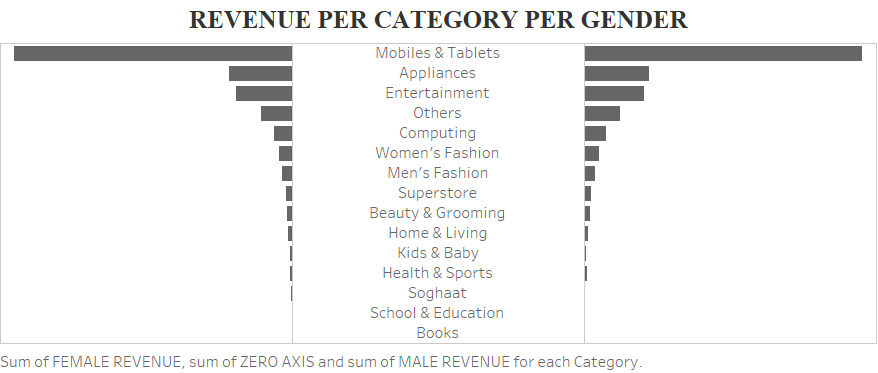 REVENUE PER CATEGORY PER GENDER
Mobiles & Tablets
Appliances
Entertainment
Others
Computing
Women's Fashion
Men's Fashion
Superstore
Beauty & Grooming
Home & Living
Kids & Baby
Health & Sports
Soghaat
School & Education
Books
Sum of FEMALE REVENUE, sum of ZERO AXIS and sum of MALE REVENUE for each Category.